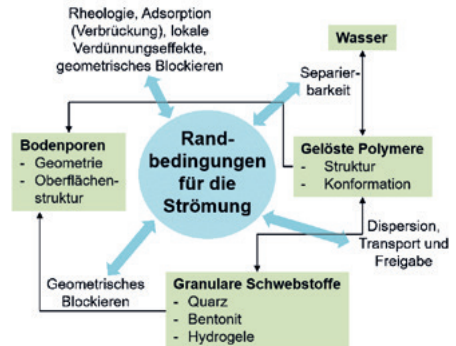 Rheologie, Adsorption
(Verbrückung), lokale
Verdünnungseffekte,
geometrisches Blockieren
Wasser
Separier-
barkeit
Bodenporen
- Geometrie
- Oberflächen-
struktur
Rand-
bedingungen
für die
Strömung
Gelöste Polymere
- Struktur
- Konformation
Dispersion,
Transport und
Freigabe
Geometrisches
Blockieren
Granulare Schwebstoffe
- Quarz
- Bentonit
- Hydrogele